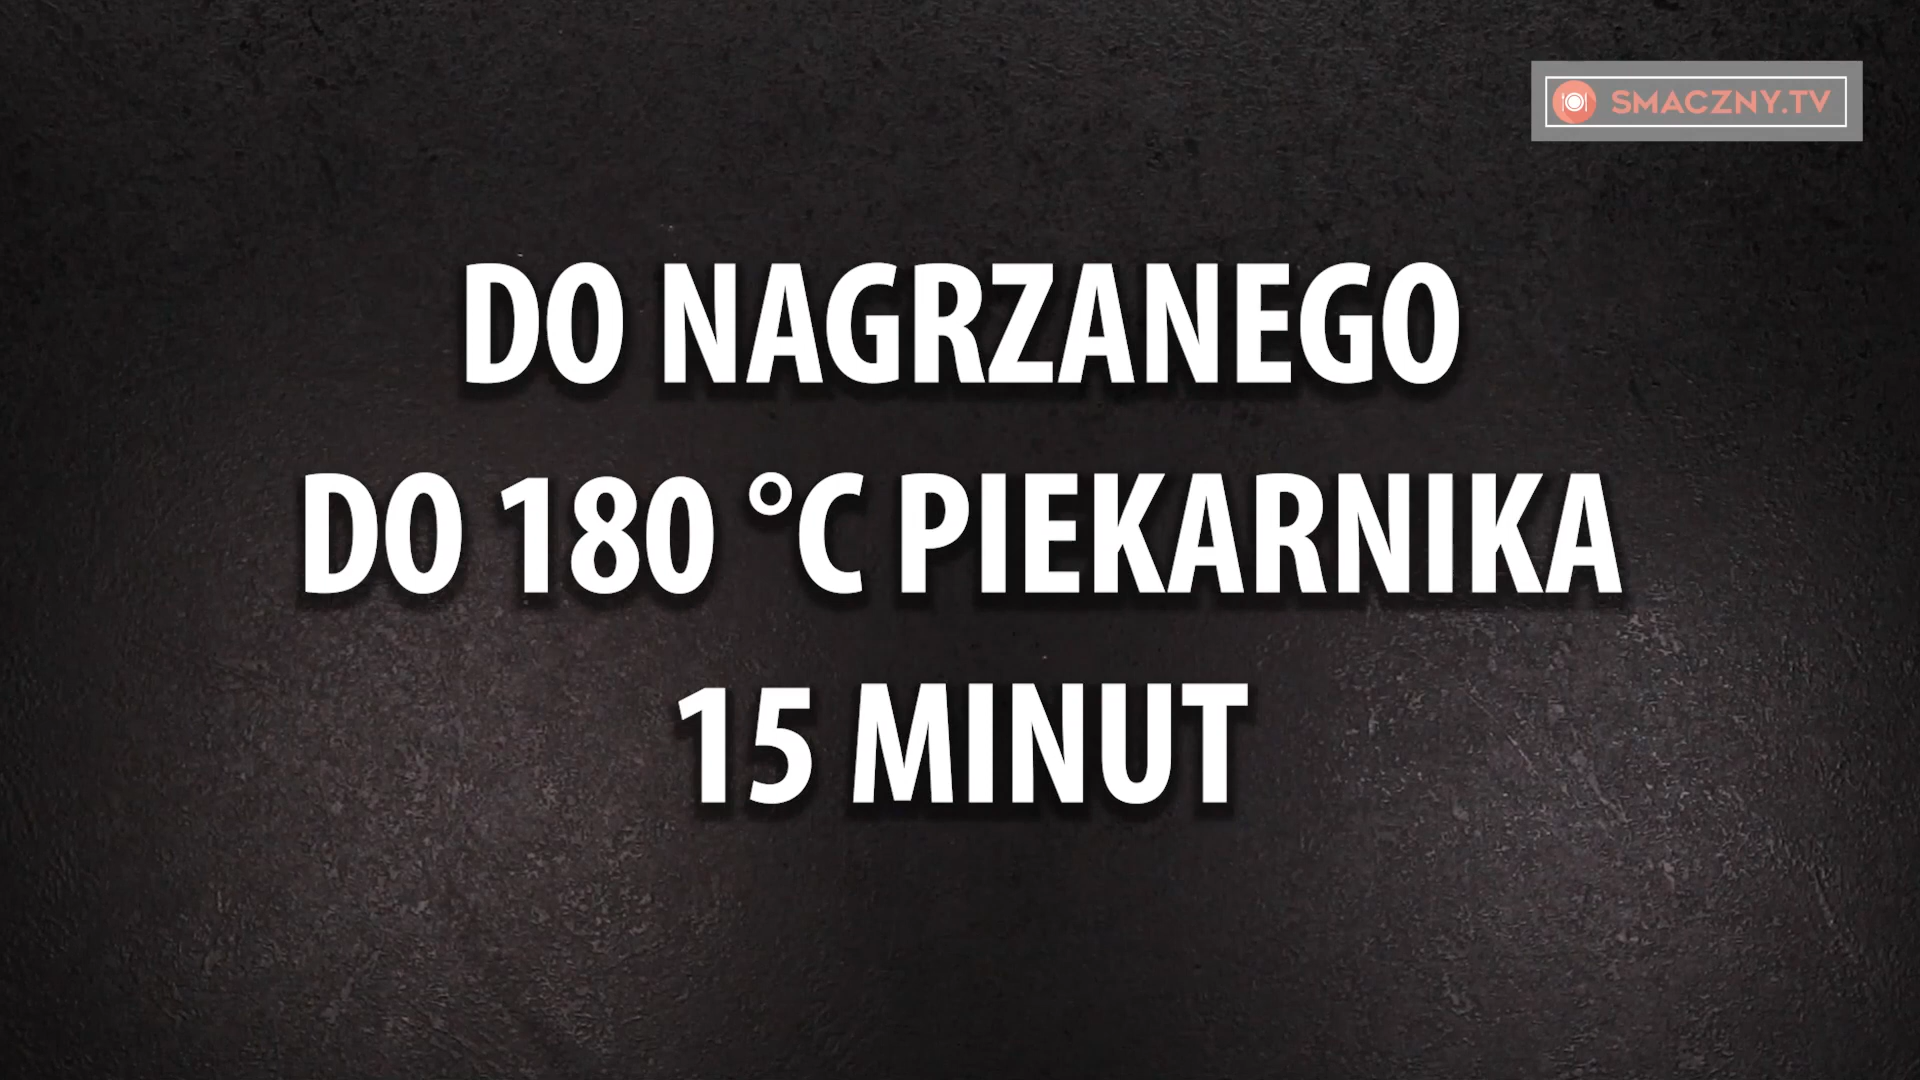 SMACZNY.TV
DO NAGRZANEGO
DO 180 °C PIEKARNIKA
15 MINUT